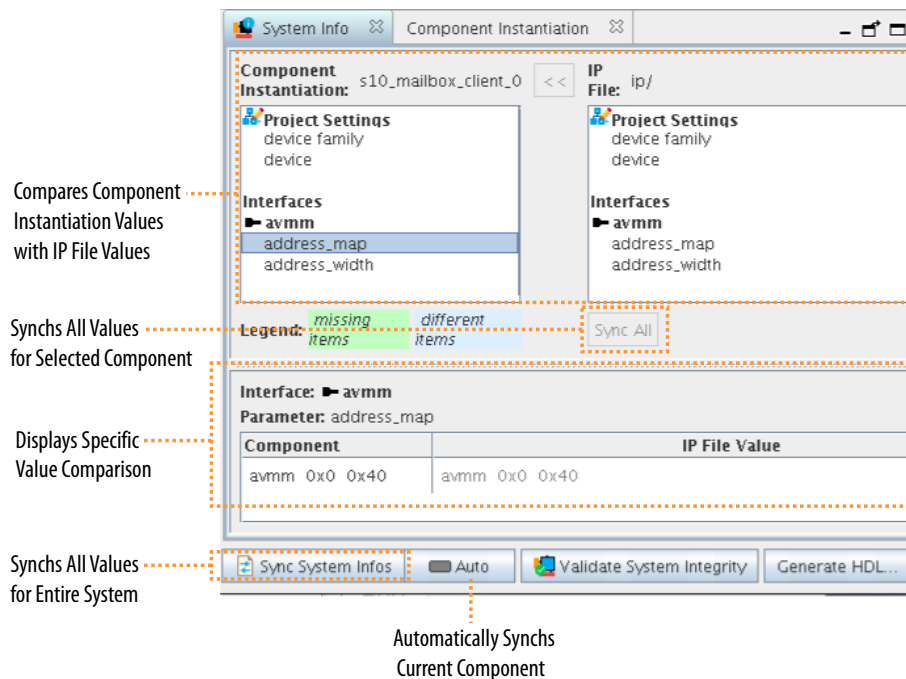 System Info
Component Instantiation
Component
Instantiation: s10_mailbox_client_0
<<
IP
File: ip/
Project Settings
device family
device
Interfaces
avmm
address_map
address_width
Project Settings
device family
device
Interfaces
avmm
address_map
address_width
Compares Component
Instantiation Values
with IP File Values
Legend: missing
items
different
items
Sync All
Synchs All Values
for Selected Component
Interface: avmm
Parameter: address_map
Component IP File Value
avmm 0x0 0x40 avmm 0x0 0x40
Displays Specific
Value Comparison
Sync System Infos Auto Validate System Integrity Generate HDL...
Synchs All Values
for Entire System
Automatically Synchs
Current Component